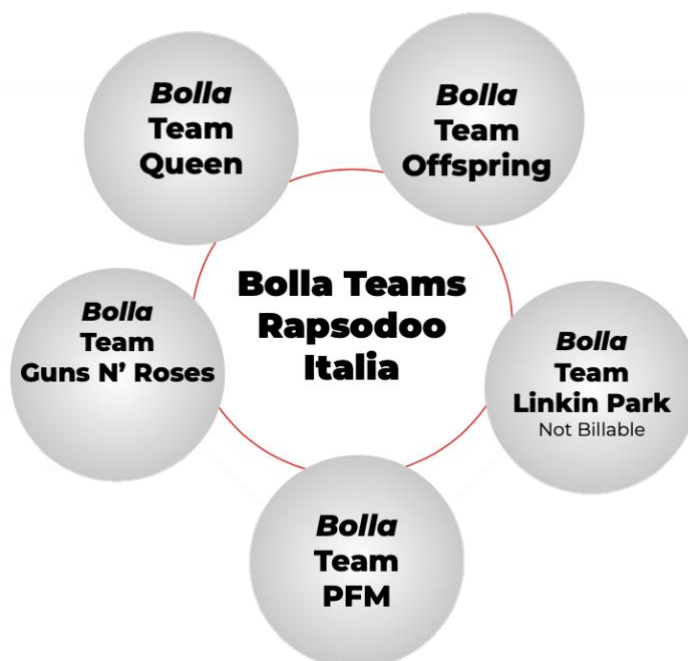 Bolla
Team
Queen
Bolla
Team
Offspring
Bolla Teams
Rapsodoo
Italia
Bolla
Team
Guns N’ Roses
Bolla
Team
Linkin Park
Not Billable
Bolla
Team
PFM